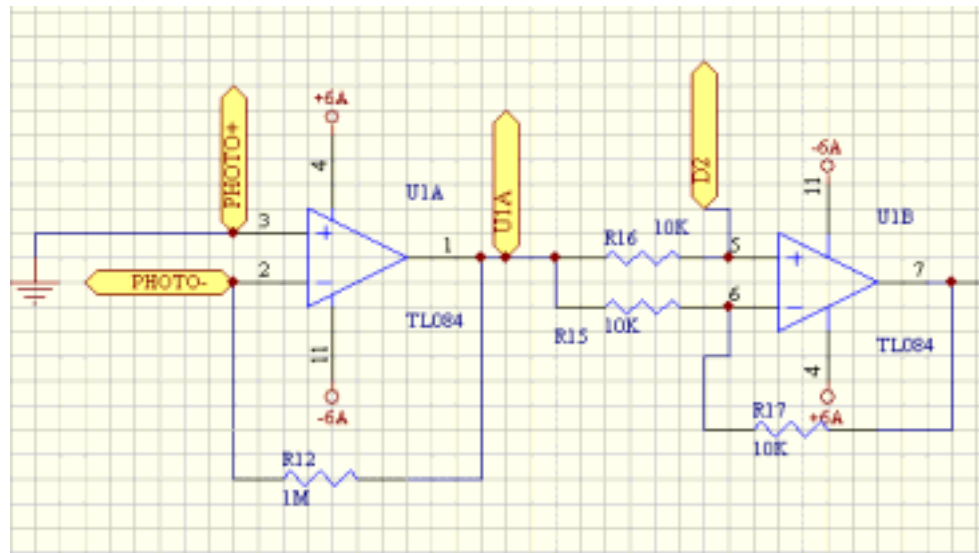 +6A
PHOTO+
4
U1A
3
1
2
PHOTO-
TL084
11
-6A
R12
1M
U1A
D2
R16
10K
5
6
R15
10K
-6A
11
U1B
7
TL084
4
+6A
R17
10K